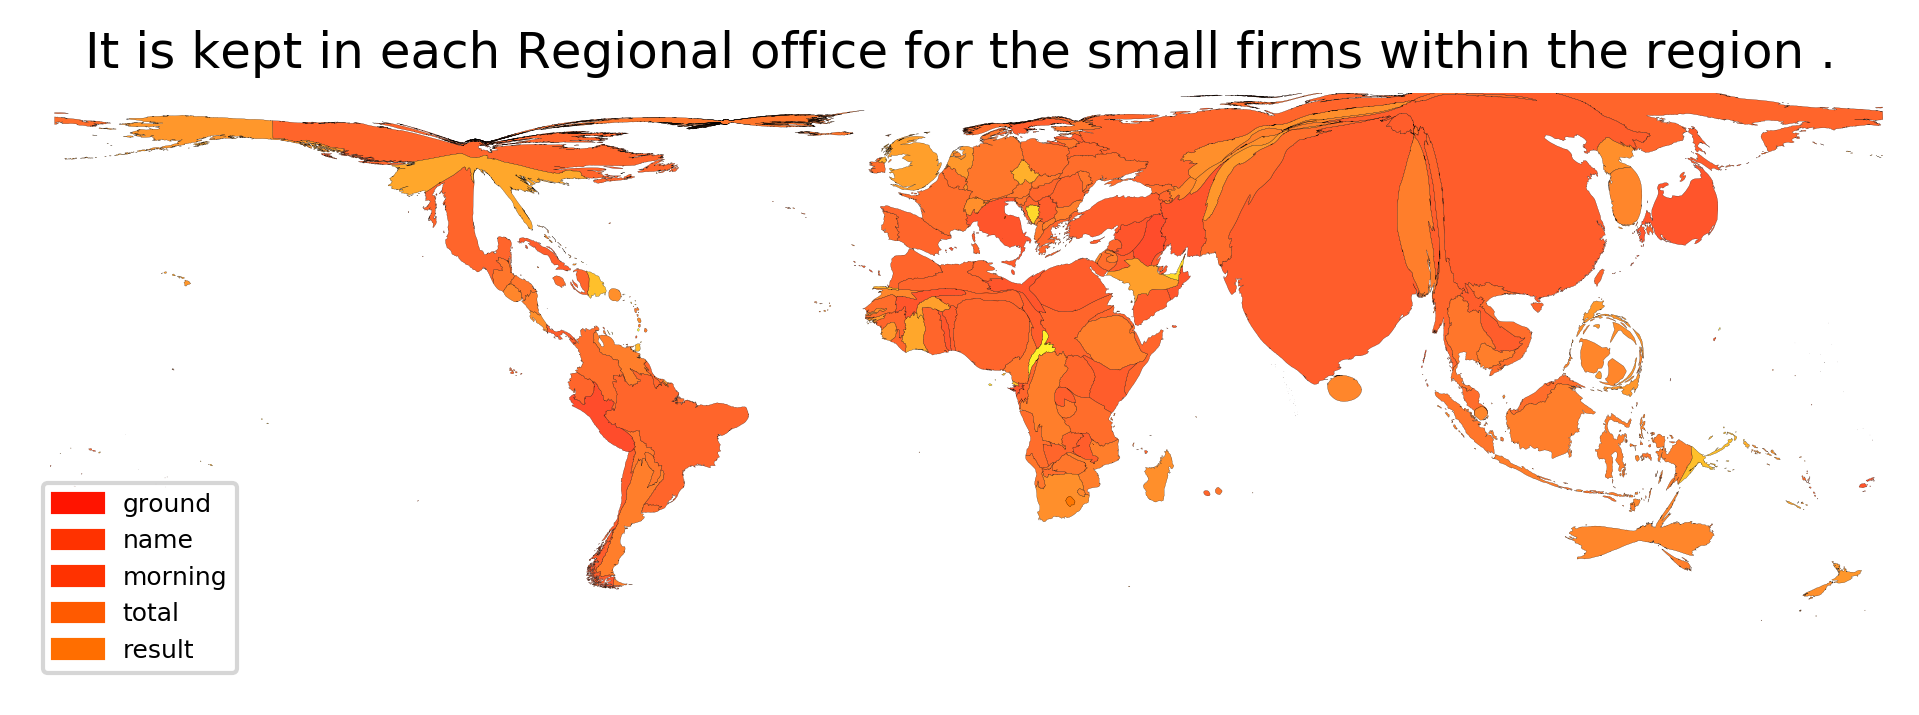 It is kept in each Regional office for the small firms within the region .
ground
name
morning
total
result